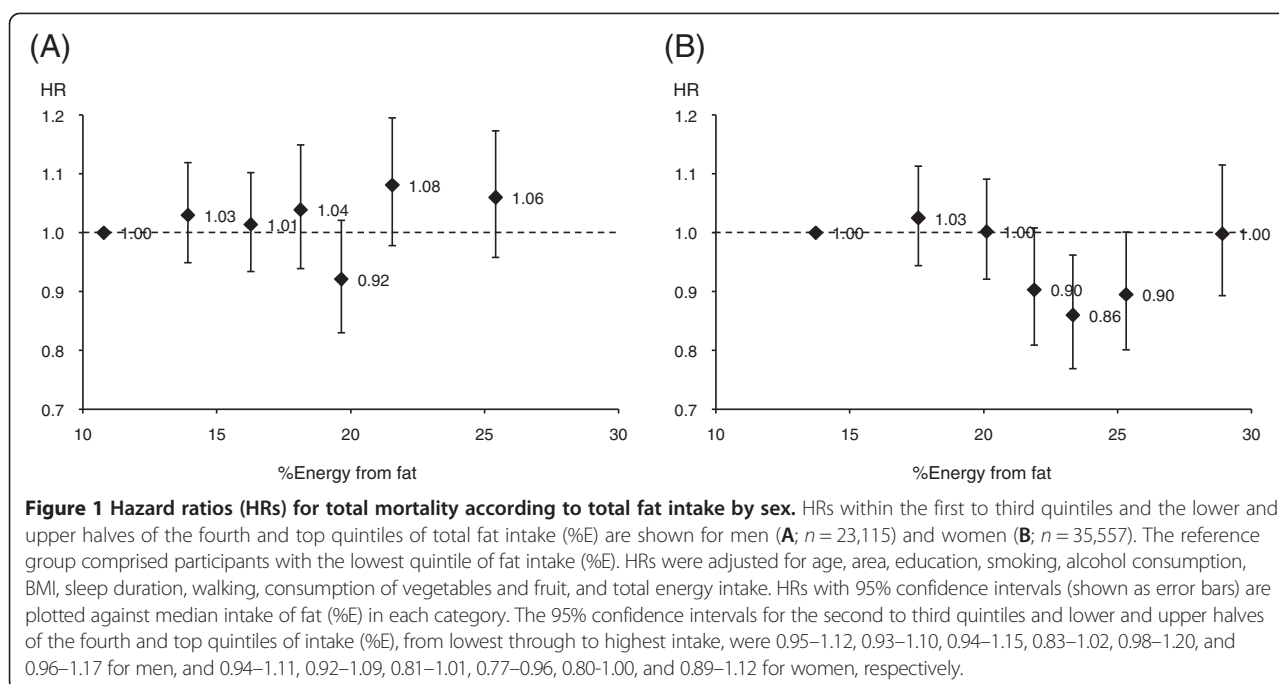 (A)
HR
1.2
1.1
1.0
0.9
0.8
0.7
1.00
1.03
1.01
1.04
0.92
1.08
1.06
10 15 20 25 30
%Energy from fat
(B)
HR
1.2
1.1
1.0
0.9
0.8
0.7
1.00
1.03
1.00
0.90
0.86
0.90
1.00
10 15 20 25 30
%Energy from fat
Figure 1 Hazard ratios (HRs) for total mortality according to total fat intake by sex. HRs within the first to third quintiles and the lower and
upper halves of the fourth and top quintiles of total fat intake (%E) are shown for men (A; n = 23,115) and women (B; n = 35,557). The reference
group comprised participants with the lowest quintile of fat intake (%E). HRs were adjusted for age, area, education, smoking, alcohol consumption,
BMI, sleep duration, walking, consumption of vegetables and fruit, and total energy intake. HRs with 95% confidence intervals (shown as error bars) are
plotted against median intake of fat (%E) in each category. The 95% confidence intervals for the second to third quintiles and lower and upper halves
of the fourth and top quintiles of intake (%E), from lowest through to highest intake, were 0.95–1.12, 0.93–1.10, 0.94–1.15, 0.83–1.02, 0.98–1.20, and
0.96–1.17 for men, and 0.94–1.11, 0.92–1.09, 0.81–1.01, 0.77–0.96, 0.80-1.00, and 0.89–1.12 for women, respectively.